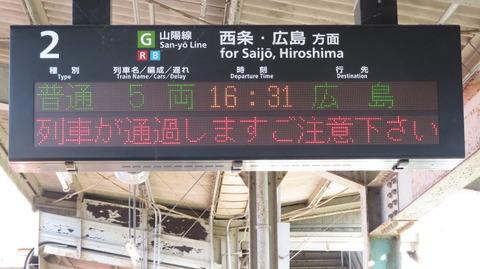 2 G 山陽線 西条・広島 方面
San-yō Line
R B for Saijō, Hiroshima
種別 列車名/編成/遅れ 時刻 行先
Type Train Name/Cars/Delay Departure Time Destination
普通 5両 16:31 広島
列車が通過しますご注意下さい